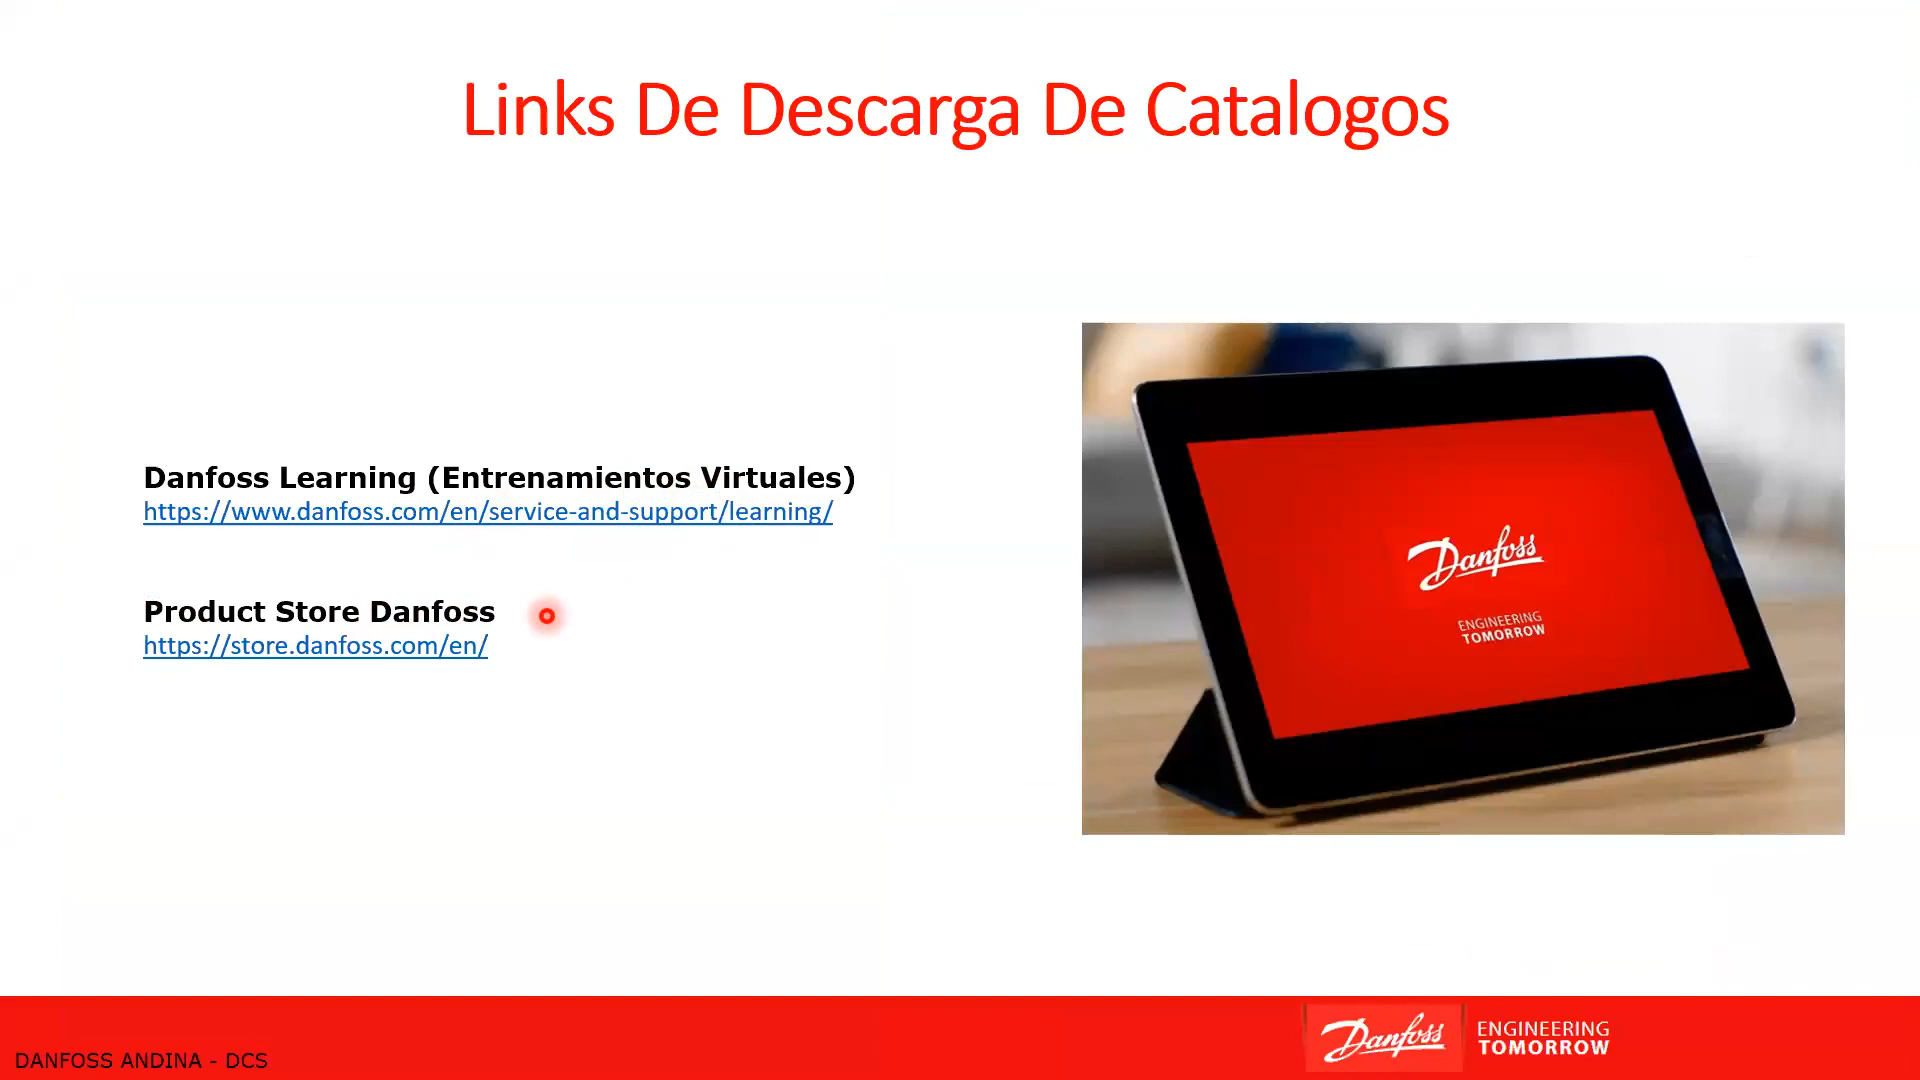 Links De Descarga De Catalogos
Danfoss Learning (Entrenamientos Virtuales)
https://www.danfoss.com/en/service-and-support/learning/
Product Store Danfoss
https://store.danfoss.com/en/
Danfoss
ENGINEERING
TOMORROW
DANFOSS ANDINA - DCS
Danfoss
ENGINEERING
TOMORROW